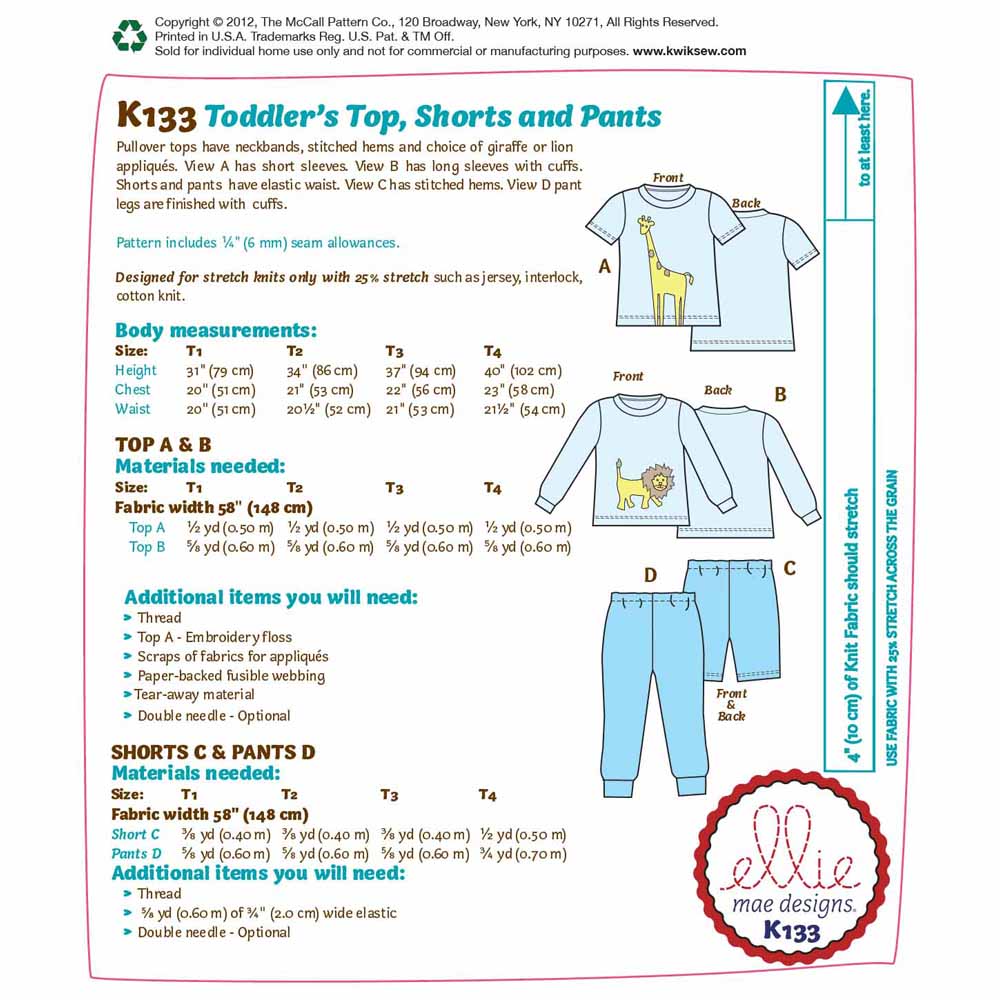 Copyright © 2012, The McCall Pattern Co., 120 Broadway, New York, NY 10271, All Rights Reserved.
Printed in U.S.A. Trademarks Reg. U.S. Pat. & TM Off.
Sold for individual home use only and not for commercial or manufacturing purposes. www.kwiksew.com
K133 Toddler's Top, Shorts and Pants
Pullover tops have neckbands, stitched hems and choice of giraffe or lion
appliqués. View A has short sleeves. View B has long sleeves with cuffs.
Shorts and pants have elastic waist. View C has stitched hems. View D pant
legs are finished with cuffs.
Pattern includes ¼" (6 mm) seam allowances.
Designed for stretch knits only with 25% stretch such as jersey, interlock,
cotton knit.
Body measurements:
Size: T1 T2 T3 T4
Height 31" (79 cm) 34" (86 cm) 37" (94 cm) 40" (102 cm)
Chest 20" (51 cm) 21" (53 cm) 22" (56 cm) 23" (58 cm)
Waist 20" (51 cm) 20½" (52 cm) 21" (53 cm) 21½" (54 cm)
TOP A & B
Materials needed:
Size: T1 T2 T3 T4
Fabric width 58" (148 cm)
Top A ½ yd (0.50 m) ½ yd (0.50 m) ½ yd (0.50 m) ½ yd (0.50 m)
Top B ⅝ yd (0.60 m) ⅝ yd (0.60 m) ⅝ yd (0.60 m) ⅝ yd (0.60 m)
Additional items you will need:
➢ Thread
➢ Top A - Embroidery floss
➢ Scraps of fabrics for appliqués
➢ Paper-backed fusible webbing
➢Tear-away material
➢ Double needle - Optional
SHORTS C & PANTS D
Materials needed:
Size: T1 T2 T3 T4
Fabric width 58" (148 cm)
Short C ⅜ yd (0.40 m) ⅜ yd (0.40 m) ⅜ yd (0.40 m) ½ yd (0.50 m)
Pants D ⅝ yd (0.60 m) ⅝ yd (0.60 m) ⅝ yd (0.60 m) ¾ yd (0.70 m)
Additional items you will need:
➢ Thread
➢ ⅝ yd (0.60 m) of ¾" (2.0 cm) wide elastic
➢ Double needle - Optional
Front
Back
A
Front
Back
B
D
C
Front
&
Back
4" (10 cm) of Knit Fabric should stretch
to at least here.
USE FABRIC WITH 25% STRETCH ACROSS THE GRAIN
ellie
mae designs.
K133